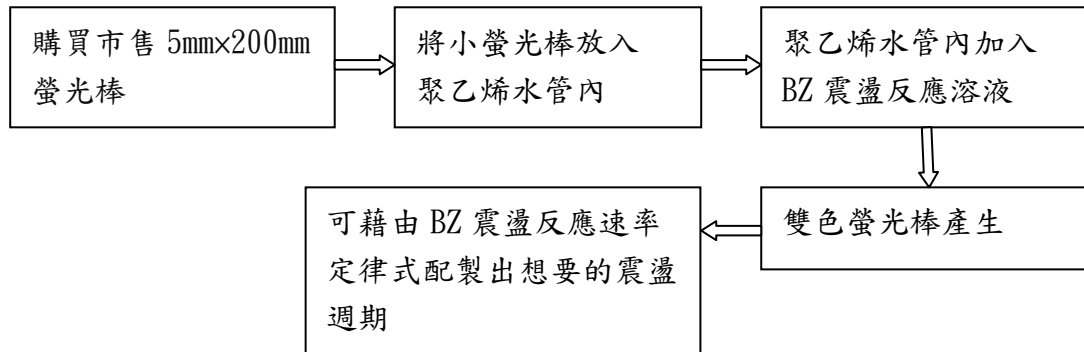 購買市售 5mm×200mm
螢光棒
將小螢光棒放入
聚乙烯水管內
聚乙烯水管內加入
BZ 震盪反應溶液
雙色螢光棒產生
可藉由 BZ 震盪反應速率
定律式配製出想要的震盪
週期